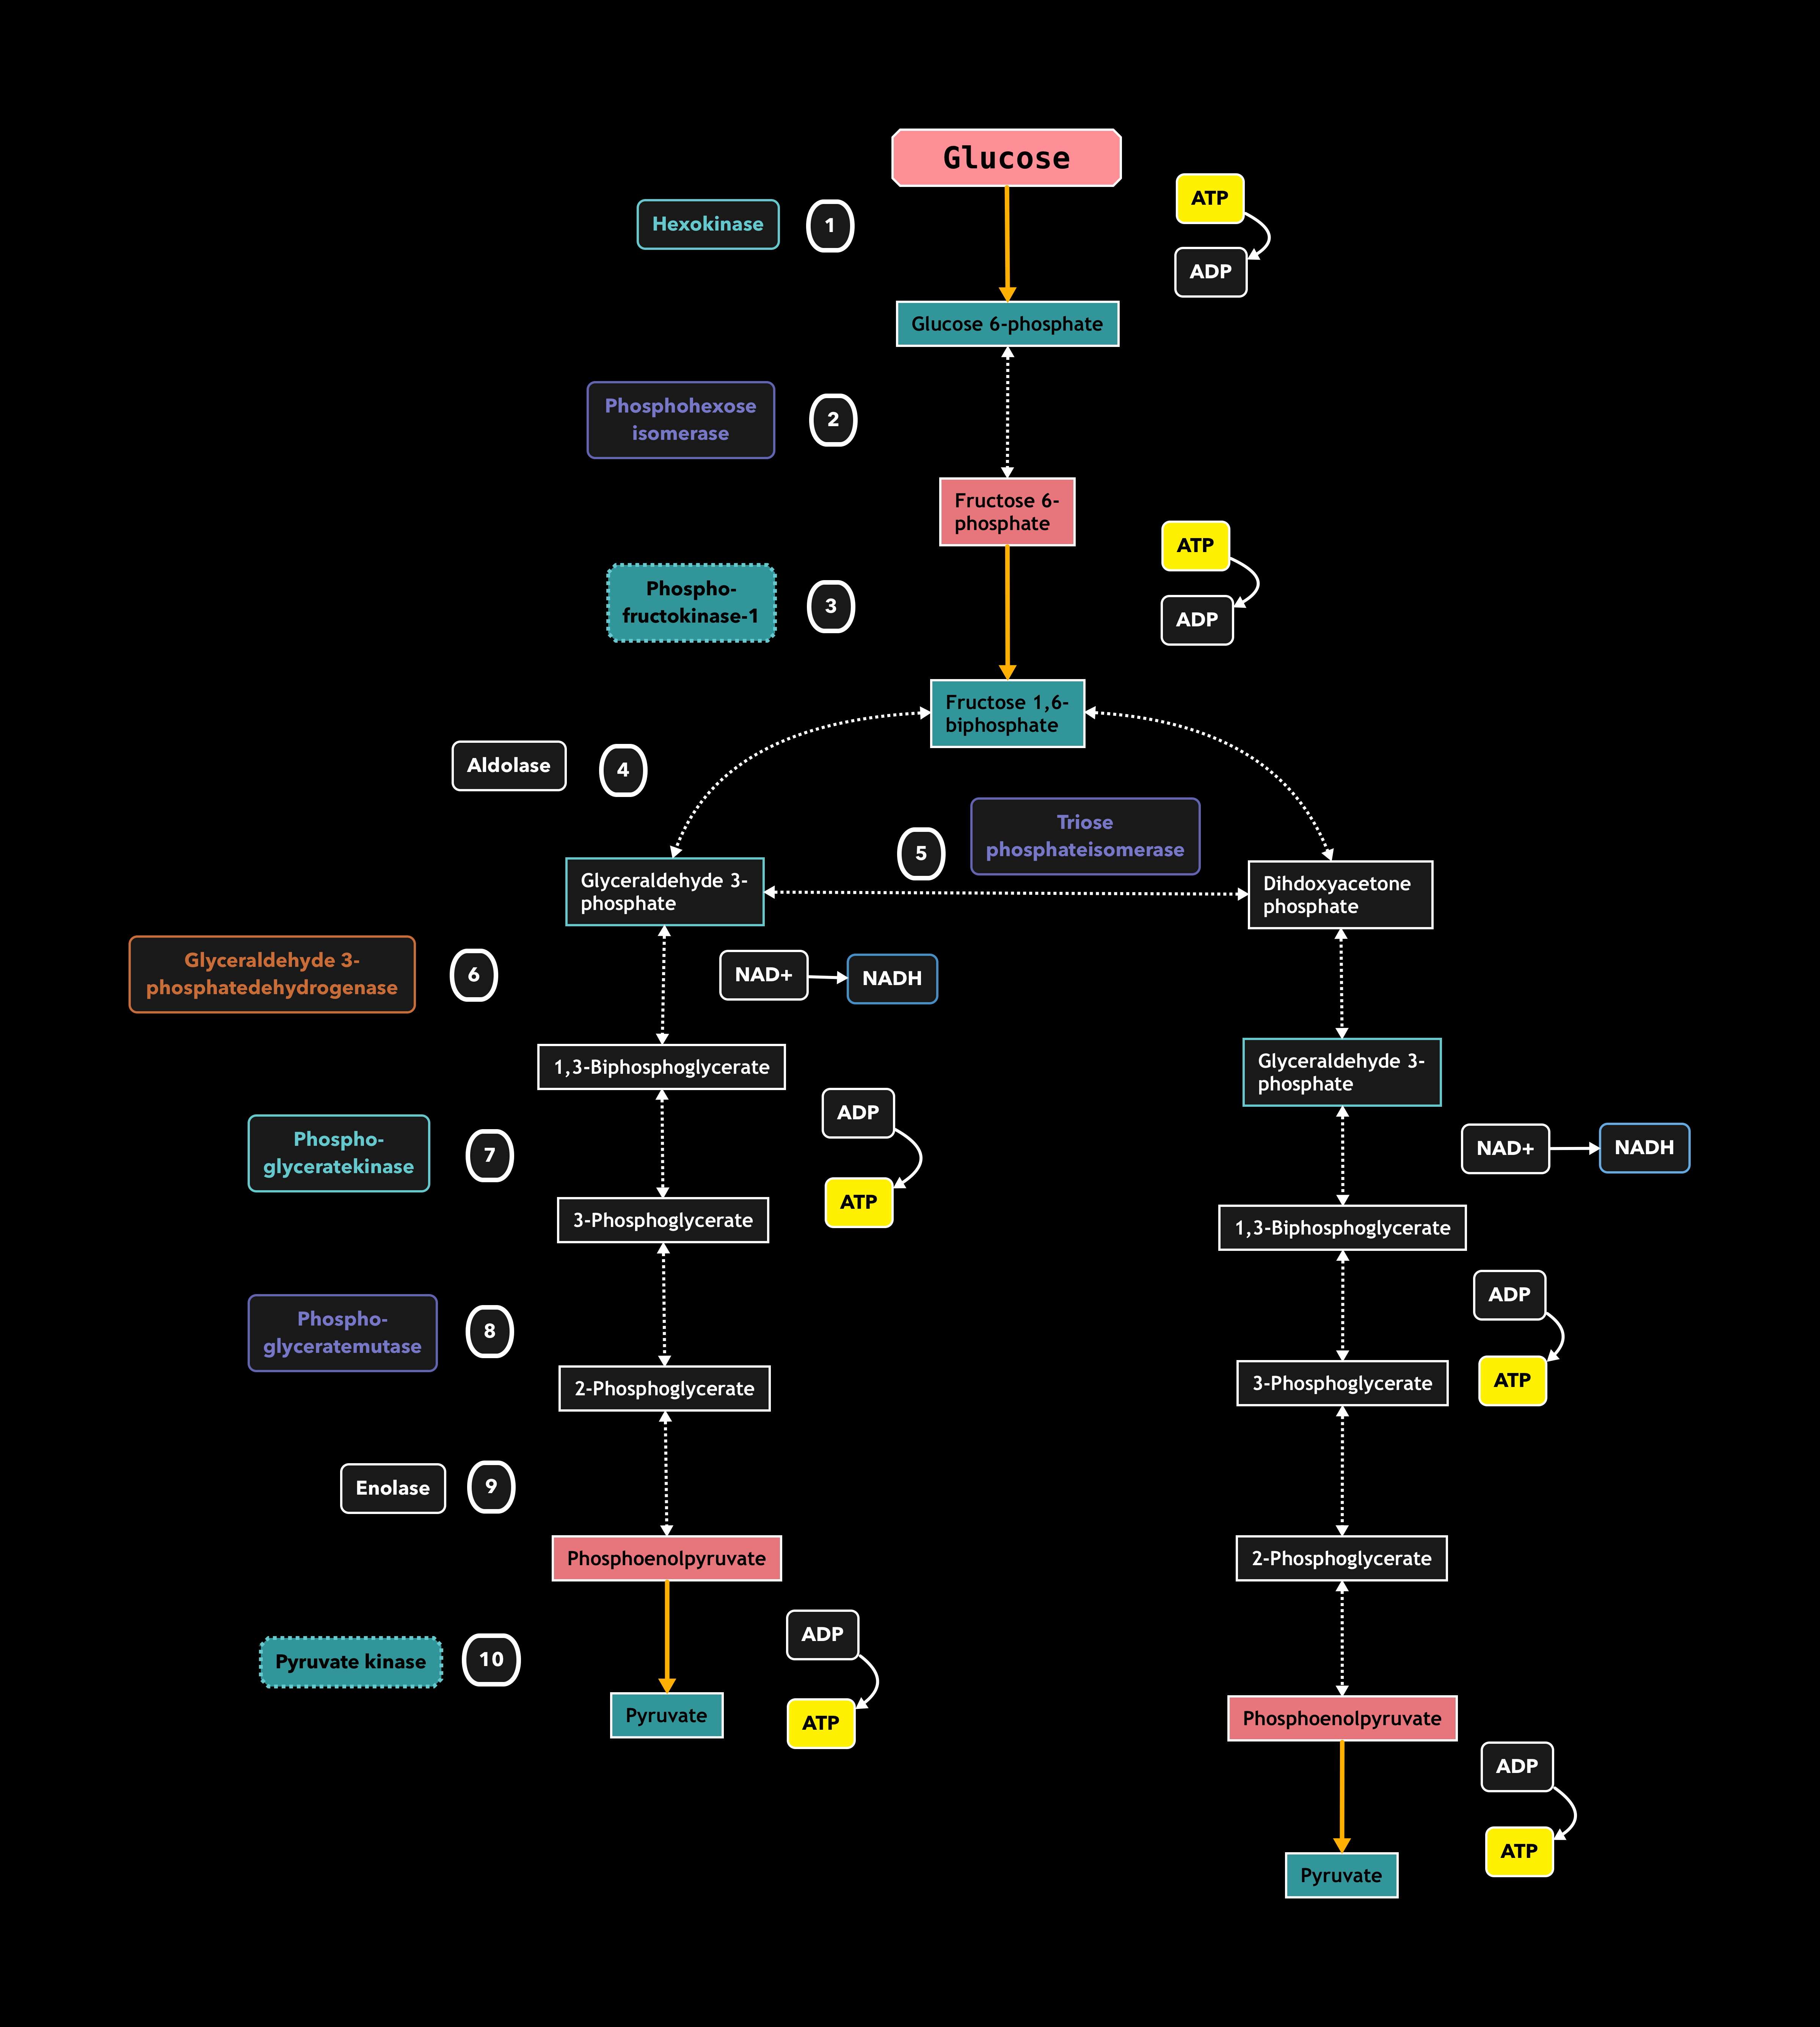 Glucose
ATP
Hexokinase
1
ADP
Glucose 6-phosphate
Phosphohexose
isomerase
2
Fructose 6-
phosphate
ATP
Phospho-
fructokinase-1
3
ADP
Fructose 1,6-
biphosphate
Aldolase
4
Triose
phosphateisomerase
5
Glyceraldehyde 3-
phosphate
Dihdoxyacetone
phosphate
Glyceraldehyde 3-
phosphatedehydrogenase
6
NAD+
NADH
1,3-Biphosphoglycerate
Glyceraldehyde 3-
phosphate
ADP
Phospho-
glyceratekinase
7
NAD+
NADH
ATP
3-Phosphoglycerate
1,3-Biphosphoglycerate
ADP
Phospho-
glyceratemutase
8
2-Phosphoglycerate
3-Phosphoglycerate
ATP
Enolase
9
Phosphoenolpyruvate
2-Phosphoglycerate
ADP
Pyruvate kinase
10
Pyruvate
ATP
Phosphoenolpyruvate
ADP
ATP
Pyruvate